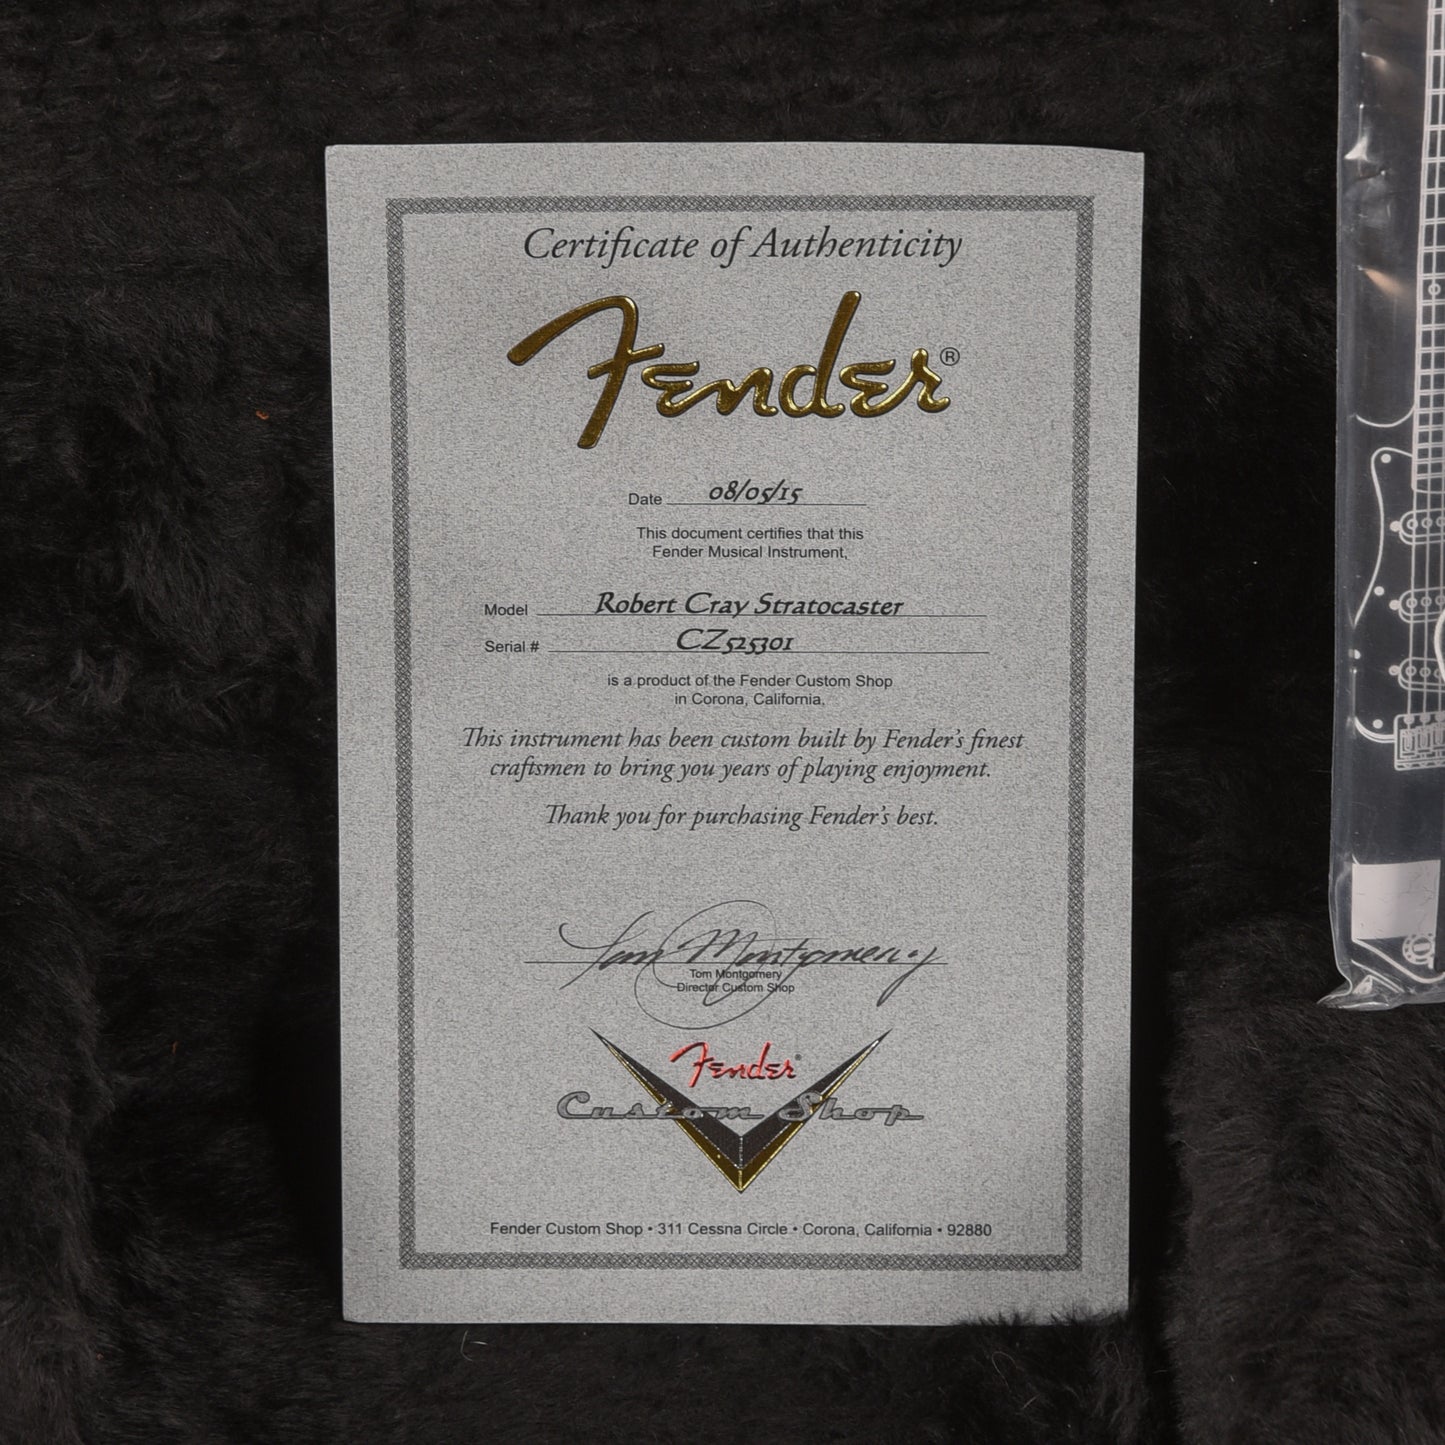 Certificate of Authenticity
Fender®
Date 08/05/15
This document certifies that this
Fender Musical Instrument,
Model Robert Cray Stratocaster
Serial # CZ525301
is a product of the Fender Custom Shop
in Corona, California.
This instrument has been custom built by Fender's finest
craftsmen to bring you years of playing enjoyment.
Thank you for purchasing Fender's best.
Tom Montgomery
Tom Montgomery
Director Custom Shop
Fender®
Custom Shop
Fender Custom Shop • 311 Cessna Circle • Corona, California • 92880